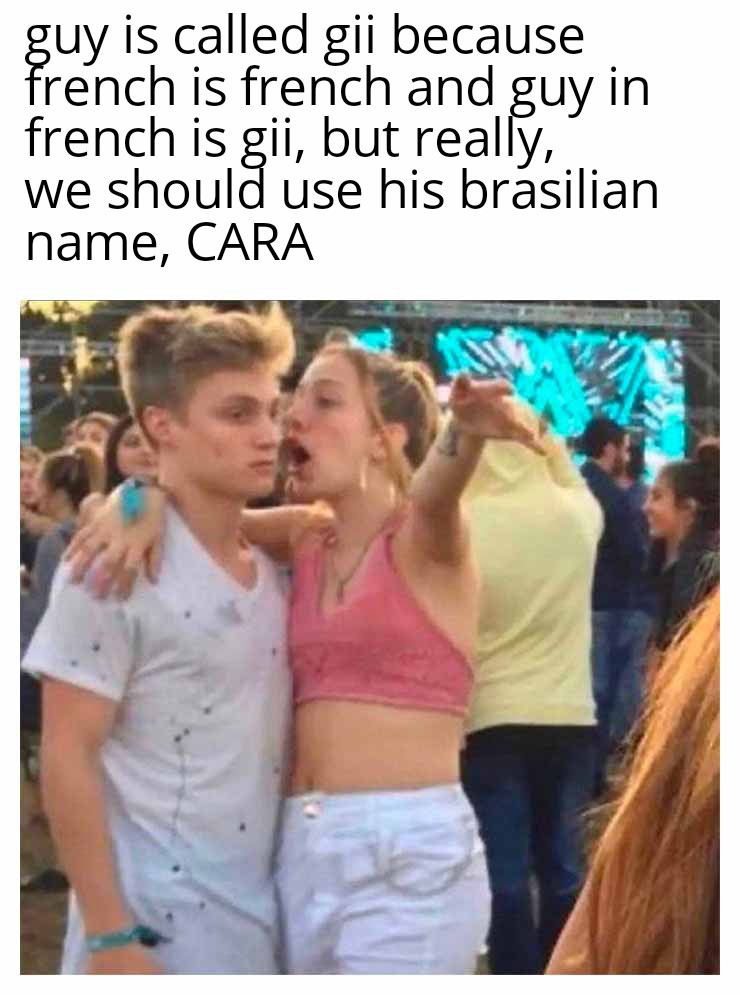 guy is called gii because
french is french and guy in
french is gii, but really,
we should use his brasilian
name, CARA